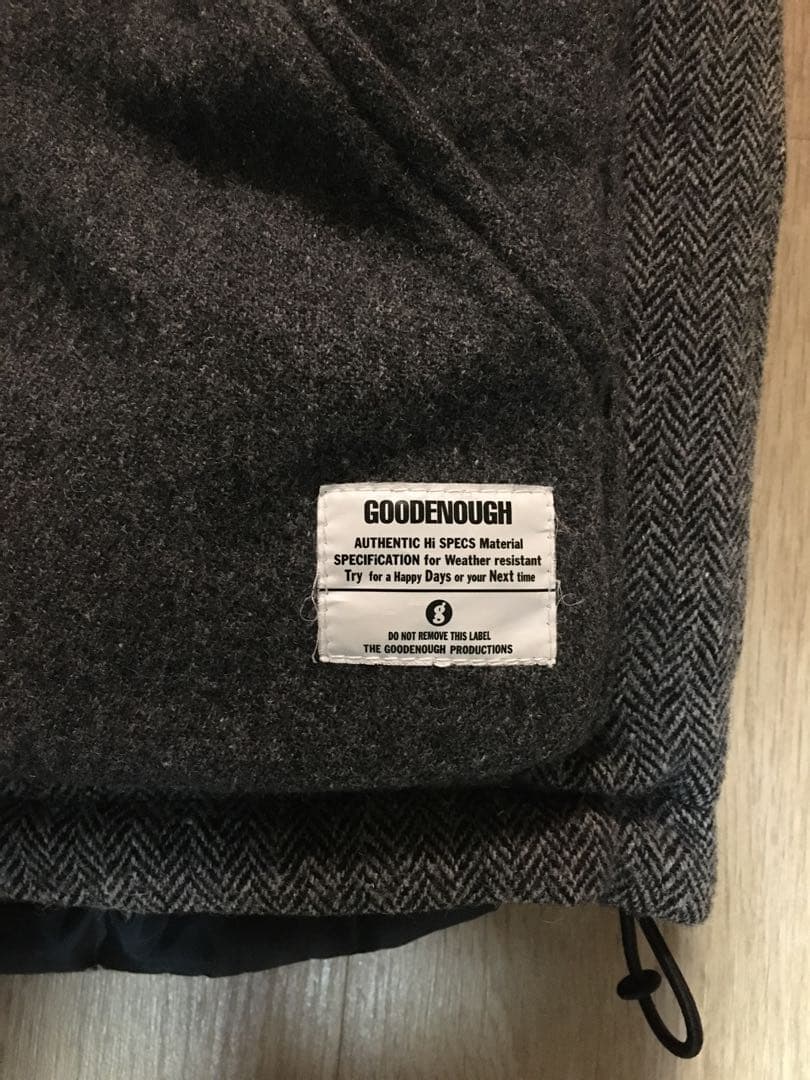 GOODENOUGH
AUTHENTIC Hi SPECS Material
SPECIFiCATION for Weather resistant
Try for a Happy Days or your Next time
g
DO NOT REMOVE THIS LABEL
THE GOODENOUGH PRODUCTIONS